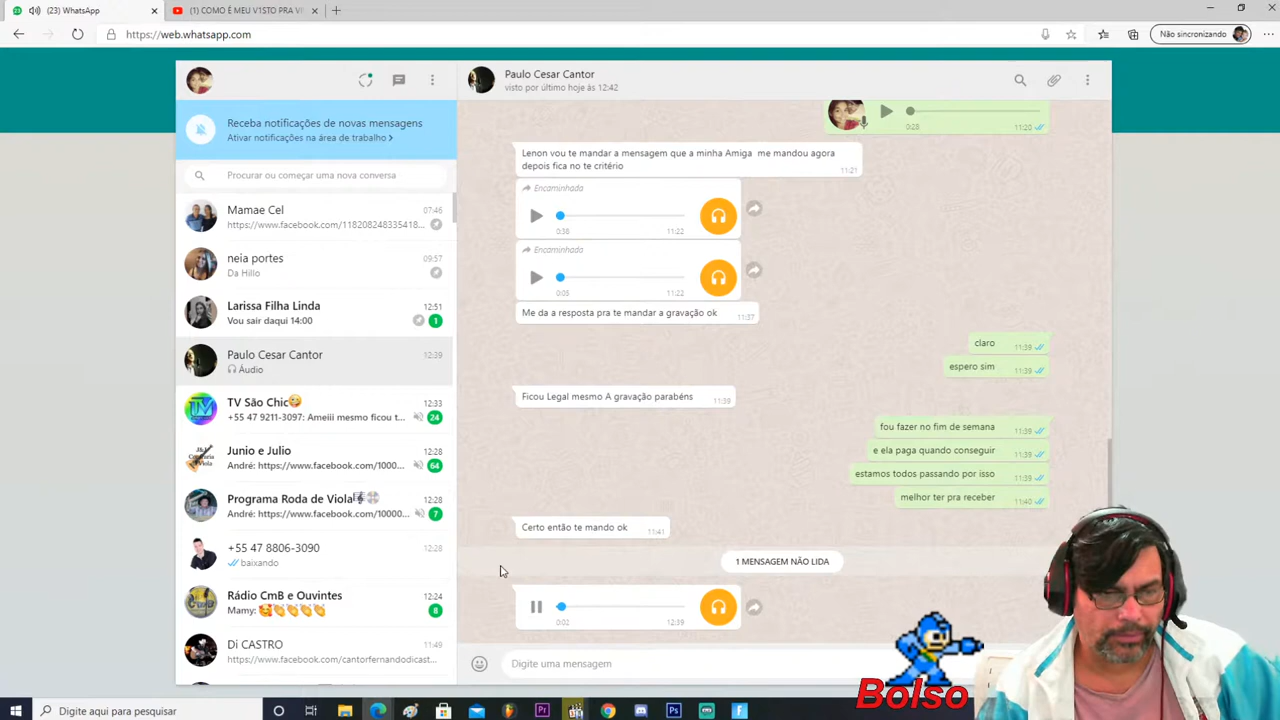 (23) WhatsApp
(1) COMO É MEU V1STO PRA VI
https://web.whatsapp.com
Não sincronizando
Receba notificações de novas mensagens
Ativar notificações na área de trabalho >
Procurar ou começar uma nova conversa
Mamae Cel
07:46
https://www.facebook.com/118208248335418...
neia portes
09:57
Da Hillo
Larissa Filha Linda
12:51
Vou sair daqui 14:00
1
Paulo Cesar Cantor
12:39
Áudio
TV São Chic
12:33
+55 47 9211-3097: Ameiii mesmo ficou t...
24
Junio e Julio
12:28
André: https://www.facebook.com/1000...
64
Programa Roda de Viola
12:28
André: https://www.facebook.com/10000...
7
+55 47 8806-3090
12:28
baixando
Rádio CmB e Ouvintes
12:24
Mamy:
8
Di CASTRO
11:49
https://www.facebook.com/cantorfernandodicast...
Paulo Cesar Cantor
visto por último hoje às 12:42
0:28
11:20
Lenon vou te mandar a mensagem que a minha Amiga me mandou agora
depois fica no te critério
11:21
Encaminhada
0:38
11:22
Encaminhada
0:05
11:22
Me da a resposta pra te mandar a gravação ok
11:37
claro
11:39
espero sim
11:39
Ficou Legal mesmo A gravação parabéns
11:39
fou fazer no fim de semana
11:39
e ela paga quando conseguir
11:39
estamos todos passando por isso
11:39
melhor ter pra receber
11:40
Certo então te mando ok
11:41
1 MENSAGEM NÃO LIDA
0:02
12:39
Digite uma mensagem
Bolso
Digite aqui para pesquisar